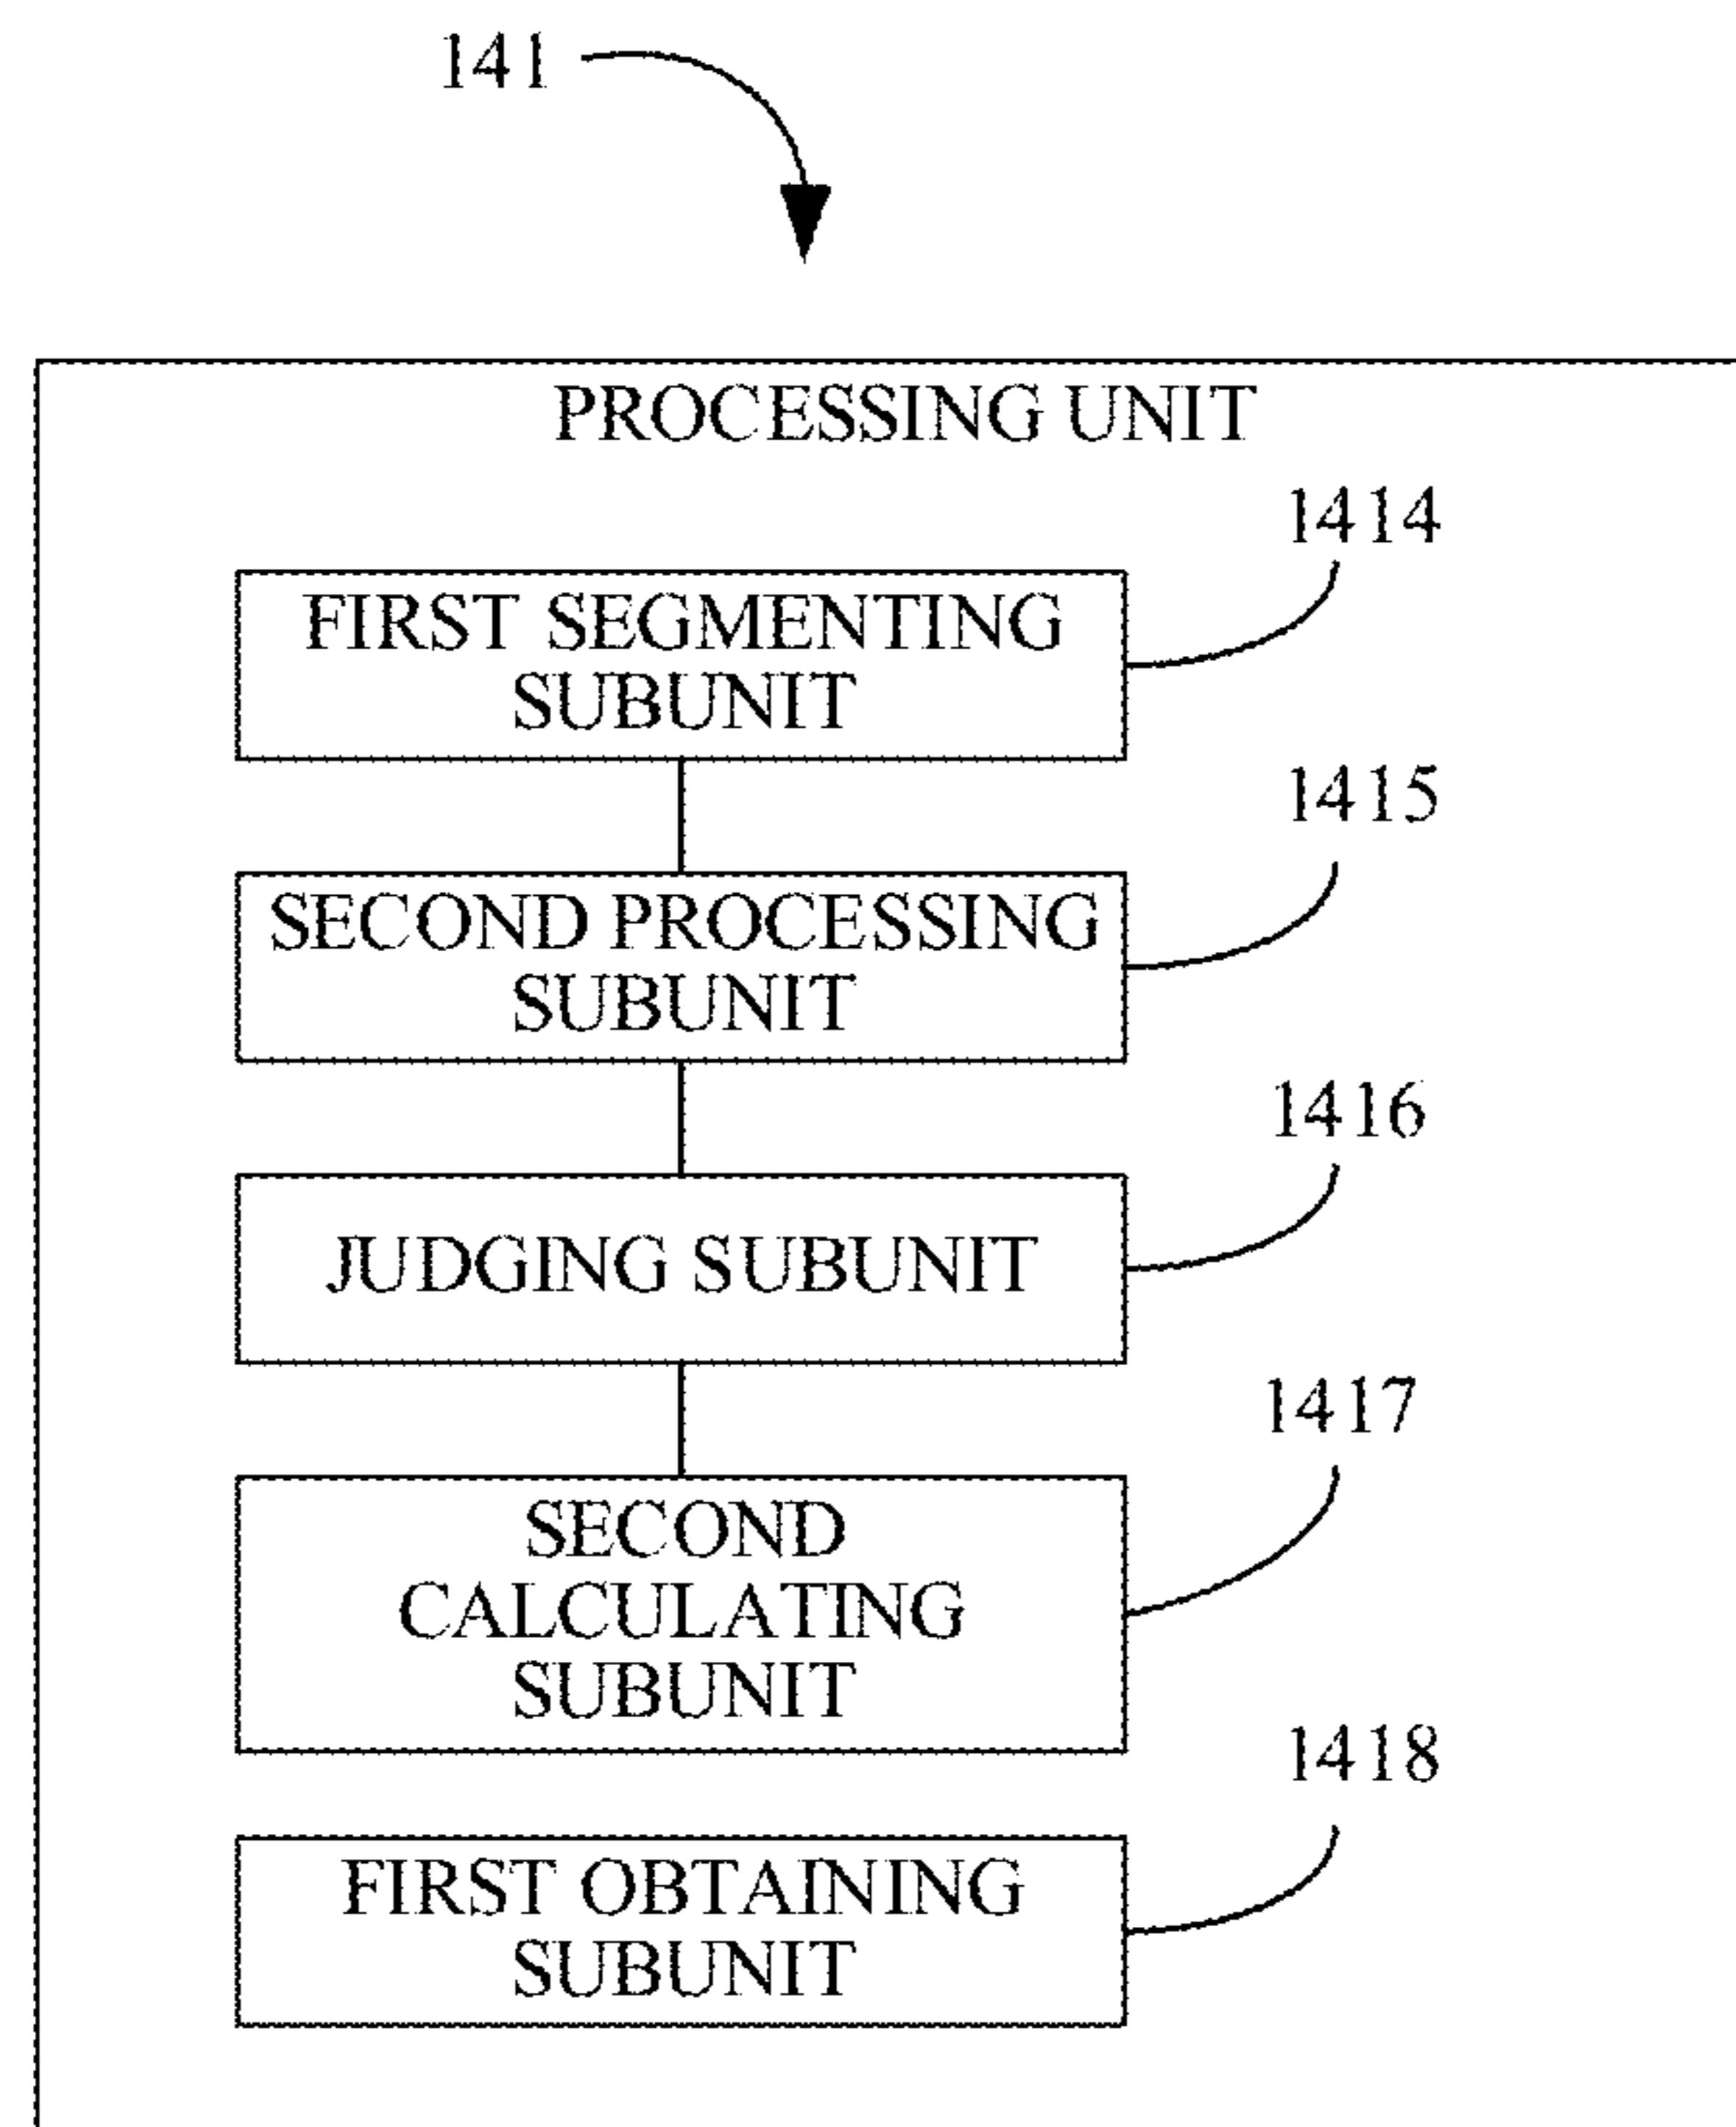 141
PROCESSING UNIT
1414
FIRST SEGMENTING
SUBUNIT
1415
SECOND PROCESSING
SUBUNIT
1416
JUDGING SUBUNIT
1417
SECOND
CALCULATING
SUBUNIT
1418
FIRST OBTAINING
SUBUNIT